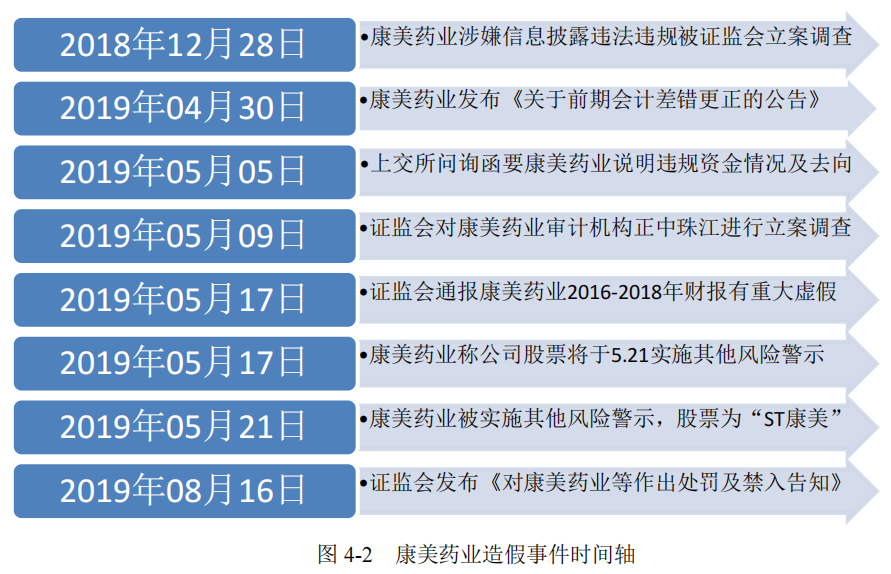 2018年12月28日
•康美药业涉嫌信息披露违法违规被证监会立案调查
2019年04月30日
•康美药业发布《关于前期会计差错更正的公告》
2019年05月05日
•上交所问询函要康美药业说明违规资金情况及去向
2019年05月09日
•证监会对康美药业审计机构正中珠江进行立案调查
2019年05月17日
•证监会通报康美药业2016-2018年财报有重大虚假
2019年05月17日
•康美药业称公司股票将于5.21实施其他风险警示
2019年05月21日
•康美药业被实施其他风险警示，股票为“ST康美”
2019年08月16日
•证监会发布《对康美药业等作出处罚及禁入告知》
图 4-2 康美药业造假事件时间轴